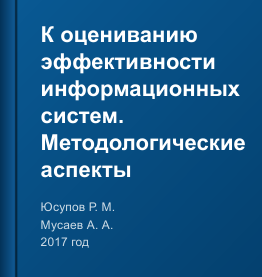 К оцениванию
эффективности
информационных
систем.
Методологические
аспекты
Юсупов Р. М.
Мусаев А. А.
2017 год